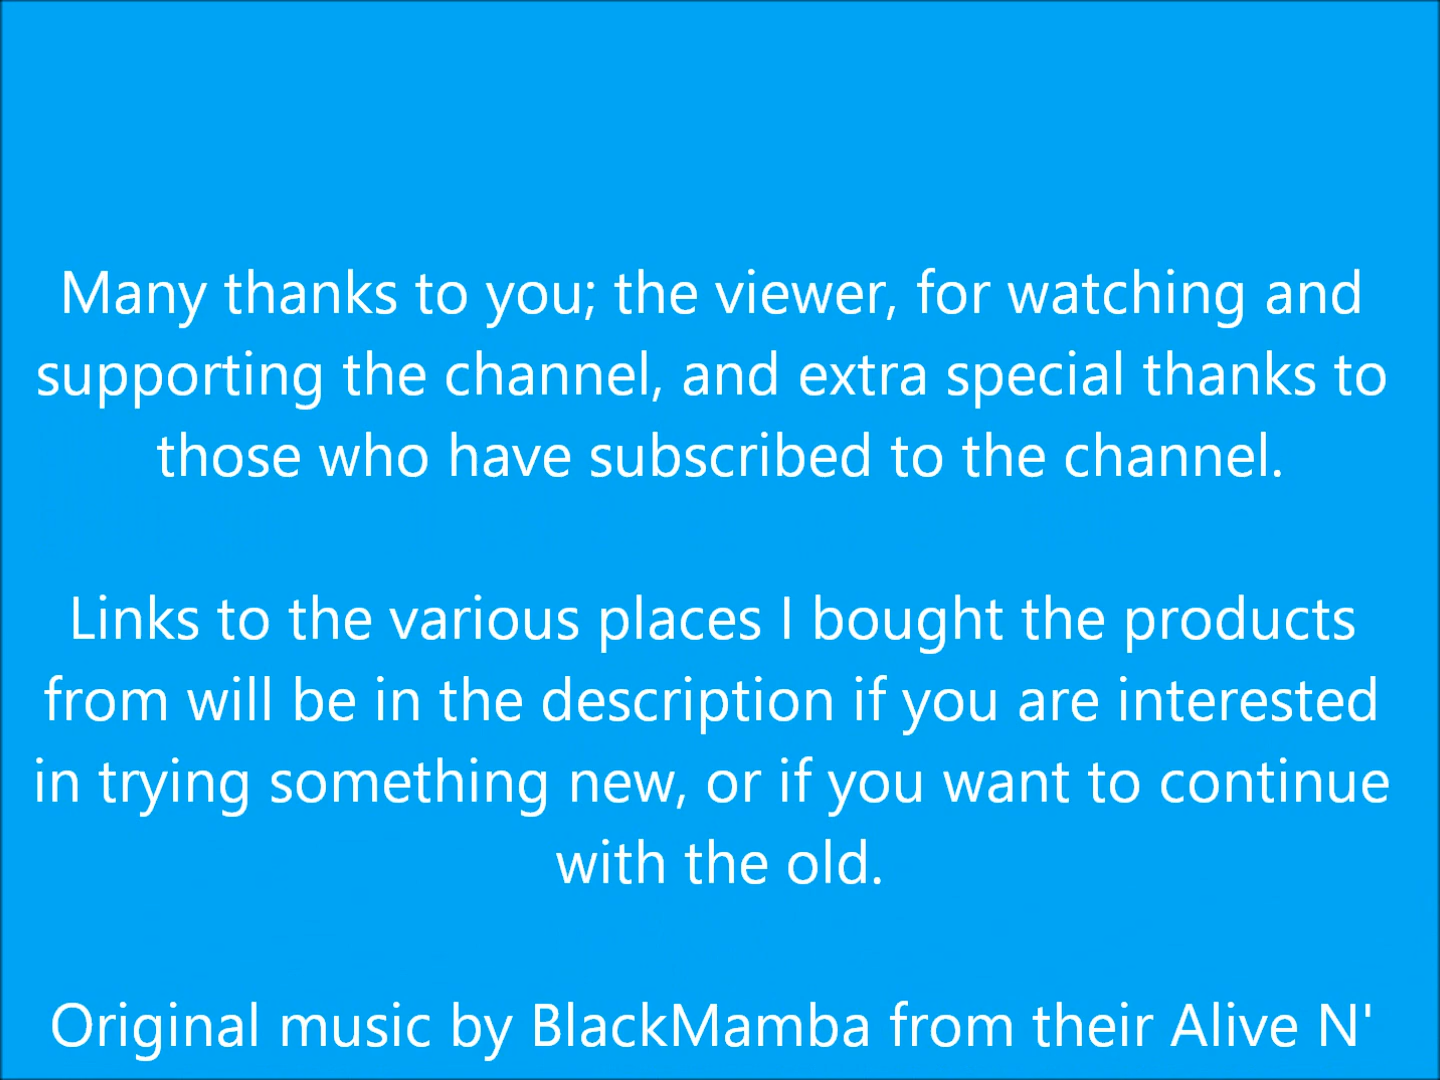 Many thanks to you; the viewer, for watching and
supporting the channel, and extra special thanks to
those who have subscribed to the channel.
Links to the various places I bought the products
from will be in the description if you are interested
in trying something new, or if you want to continue
with the old.
Original music by BlackMamba from their Alive N'